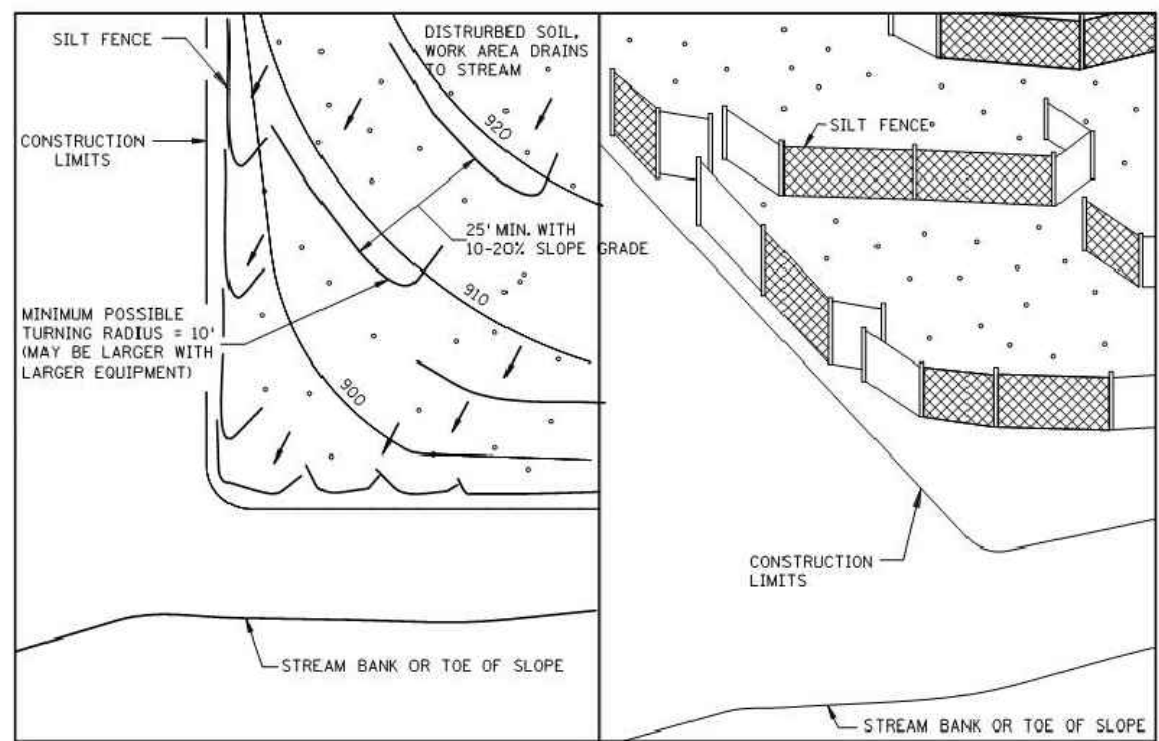 SILT FENCE
CONSTRUCTION
LIMITS
DISTRURBED SOIL,
WORK AREA DRAINS
TO STREAM
920
25' MIN. WITH
10-20% SLOPE GRADE
910
MINIMUM POSSIBLE
TURNING RADIUS = 10'
(MAY BE LARGER WITH
LARGER EQUIPMENT)
900
STREAM BANK OR TOE OF SLOPE
SILT FENCE
CONSTRUCTION
LIMITS
STREAM BANK OR TOE OF SLOPE